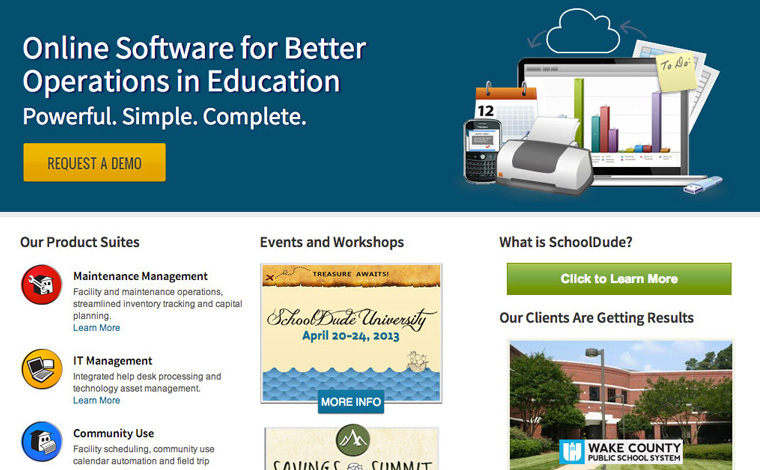 Online Software for Better
Operations in Education
Powerful. Simple. Complete.
REQUEST A DEMO
12
To Do:
Our Product Suites
Maintenance Management
Facility and maintenance operations,
streamlined inventory tracking and capital
planning.
Learn More
IT Management
Integrated help desk processing and
technology asset management.
Learn More
Community Use
Facility scheduling, community use
calendar automation and field trip
Events and Workshops
TREASURE AWAITS!
SchoolDude University
April 20-24, 2013
MORE INFO
SAVINGS SUMMIT
What is SchoolDude?
Click to Learn More
Our Clients Are Getting Results
WAKE COUNTY
PUBLIC SCHOOL SYSTEM